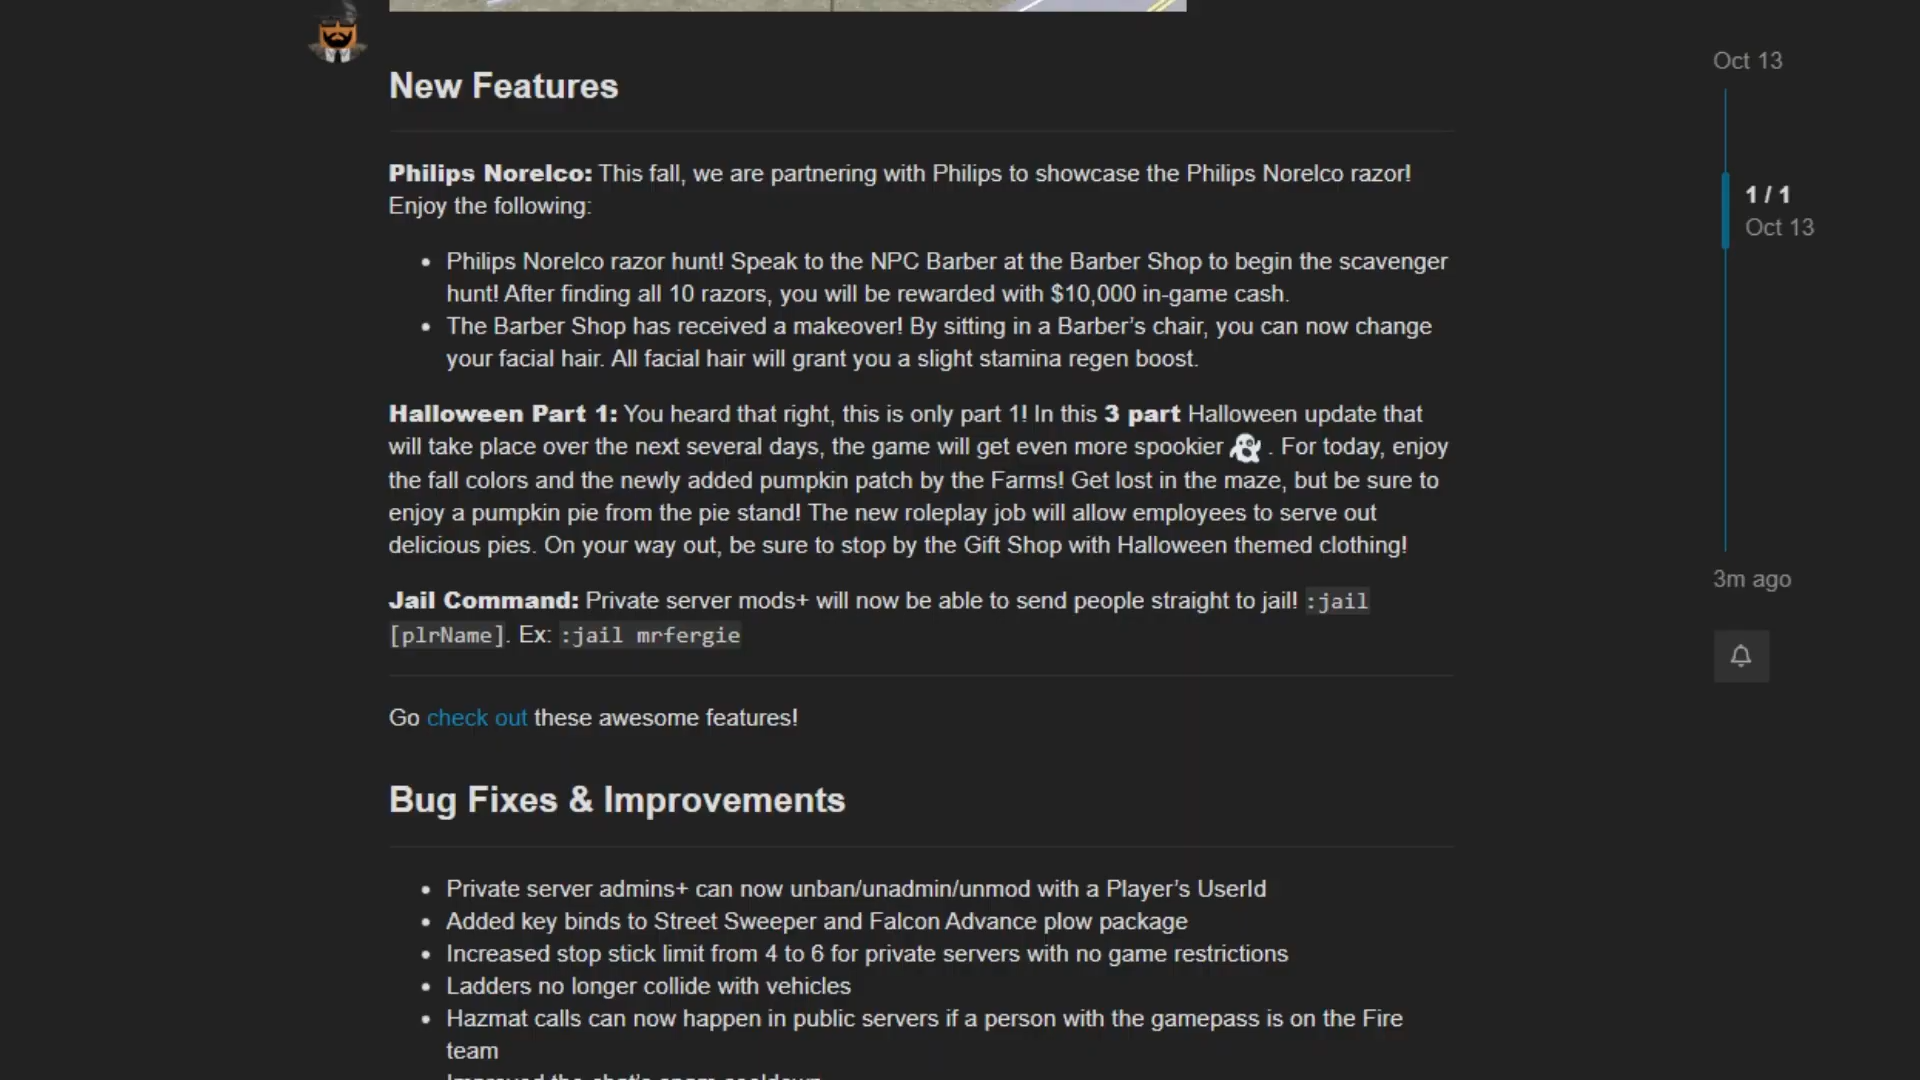 Oct 13
New Features
Philips Norelco: This fall, we are partnering with Philips to showcase the Philips Norelco razor!
Enjoy the following:
1 / 1
Oct 13
• Philips Norelco razor hunt! Speak to the NPC Barber at the Barber Shop to begin the scavenger
hunt! After finding all 10 razors, you will be rewarded with $10,000 in-game cash.
• The Barber Shop has received a makeover! By sitting in a Barber’s chair, you can now change
your facial hair. All facial hair will grant you a slight stamina regen boost.
Halloween Part 1: You heard that right, this is only part 1! In this 3 part Halloween update that
will take place over the next several days, the game will get even more spookier 👻 . For today, enjoy
the fall colors and the newly added pumpkin patch by the Farms! Get lost in the maze, but be sure to
enjoy a pumpkin pie from the pie stand! The new roleplay job will allow employees to serve out
delicious pies. On your way out, be sure to stop by the Gift Shop with Halloween themed clothing!
3m ago
Jail Command: Private server mods+ will now be able to send people straight to jail! :jail
[plrName]. Ex: :jail mrfergie
Go check out these awesome features!
Bug Fixes & Improvements
• Private server admins+ can now unban/unadmin/unmod with a Player’s UserId
• Added key binds to Street Sweeper and Falcon Advance plow package
• Increased stop stick limit from 4 to 6 for private servers with no game restrictions
• Ladders no longer collide with vehicles
• Hazmat calls can now happen in public servers if a person with the gamepass is on the Fire
team
Improved the chat’s spam cooldown